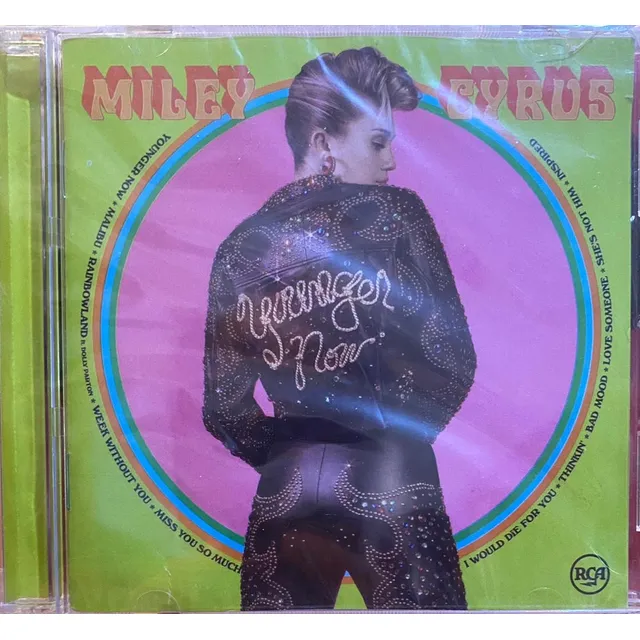 MILEY CYRUS
YOUNGER NOW * MALIBU * RAINBOWLAND ft. DOLLY PARTON * WEEK WITHOUT YOU * MISS YOU SO MUCH
I WOULD DIE FOR YOU * THINKIN' * BAD MOOD * LOVE SOMEONE * SHE'S NOT HIM * INSPIRED
Younger
Now
RCA